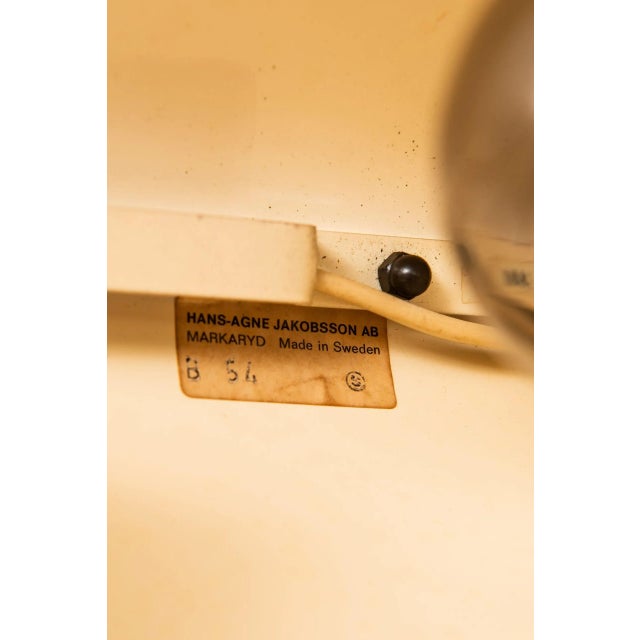 HANS-AGNE JAKOBSSON AB
MARKARYD Made in Sweden
B 54
S